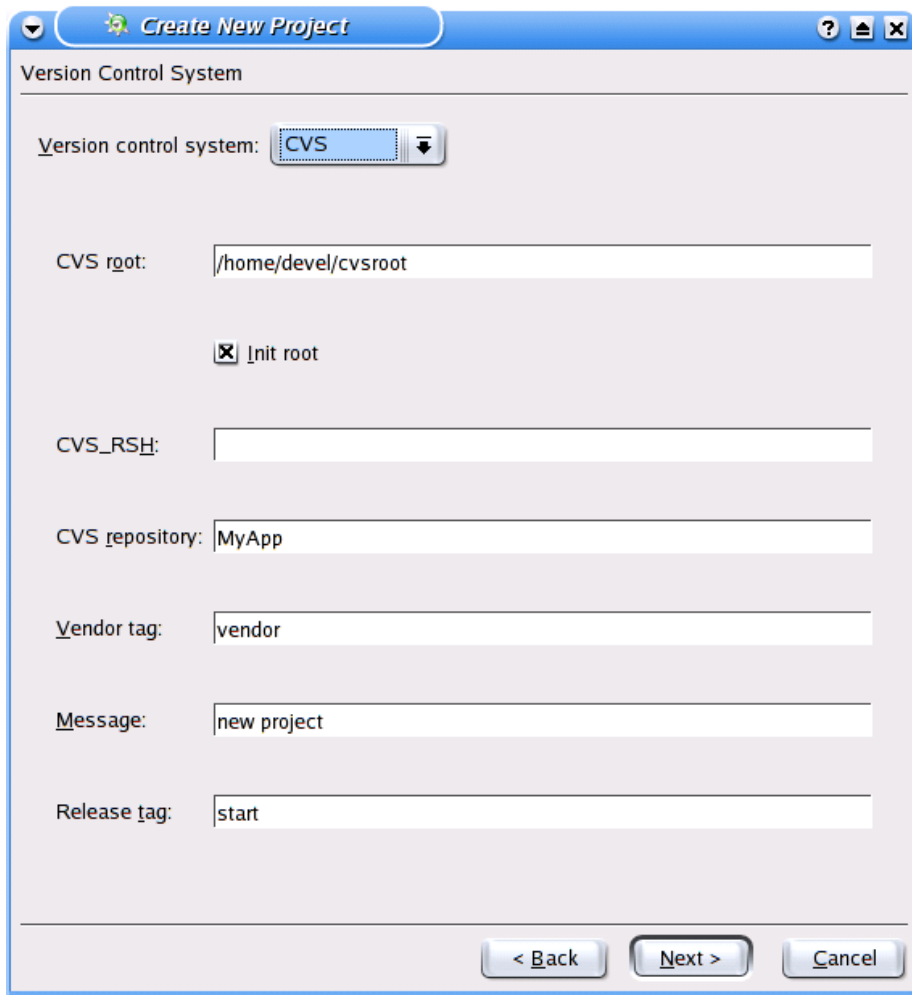 Create New Project
Version Control System
Version control system: CVS
CVS root: /home/devel/cvsroot
Init root
CVS_RSH:
CVS repository: MyApp
Vendor tag: vendor
Message: new project
Release tag: start
< Back Next > Cancel